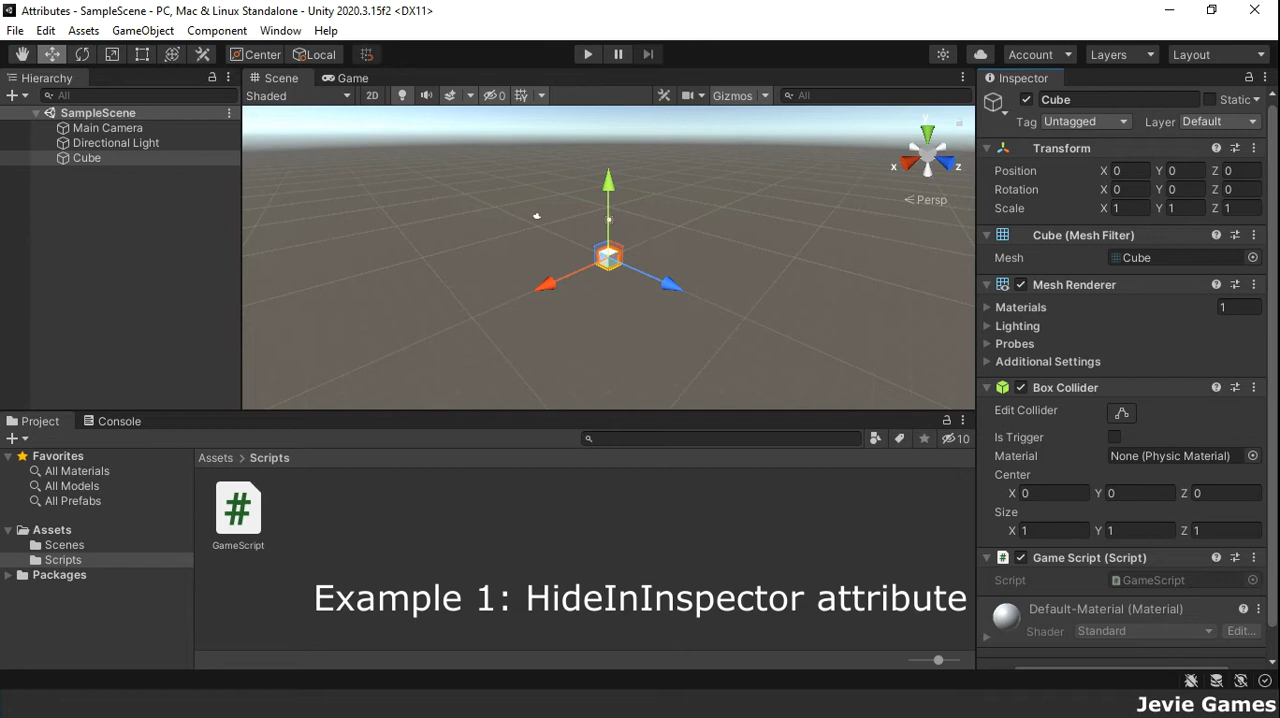 Attributes - SampleScene - PC, Mac & Linux Standalone - Unity 2020.3.15f2 <DX11>
File Edit Assets GameObject Component Window Help
Center Local Account Layers Layout
Hierarchy Scene Game Inspector
All Shaded 2D 0 Gizmos All Cube Static
SampleScene
Main Camera
Directional Light
Cube
y
x z
Persp
Tag Untagged Layer Default
Transform
Position X 0 Y 0 Z 0
Rotation X 0 Y 0 Z 0
Scale X 1 Y 1 Z 1
Cube (Mesh Filter)
Mesh Cube
Mesh Renderer
Materials 1
Lighting
Probes
Additional Settings
Box Collider
Edit Collider
Is Trigger
Material None (Physic Material)
Center
X 0 Y 0 Z 0
Size
X 1 Y 1 Z 1
Game Script (Script)
Script GameScript
Default-Material (Material)
Shader Standard Edit...
Project Console
10
Favorites
All Materials
All Models
All Prefabs
Assets
Scenes
Scripts
Packages
Assets > Scripts
#
GameScript
Example 1: HideInInspector attribute
Jevie Games